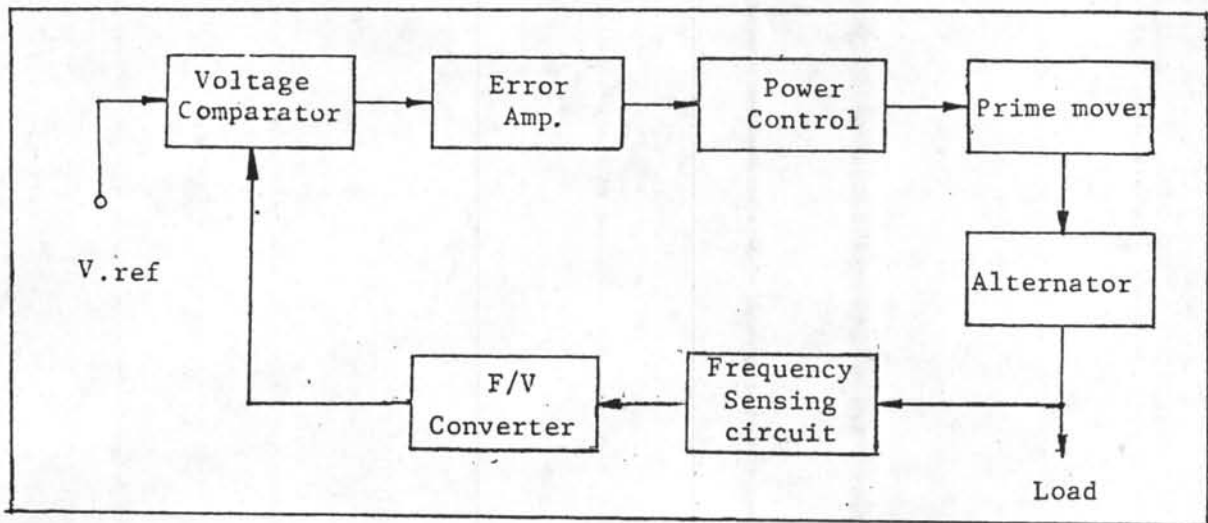 Voltage
Comparator
Error
Amp.
Power
Control
Prime mover
V.ref
Alternator
F/V
Converter
Frequency
Sensing
circuit
Load